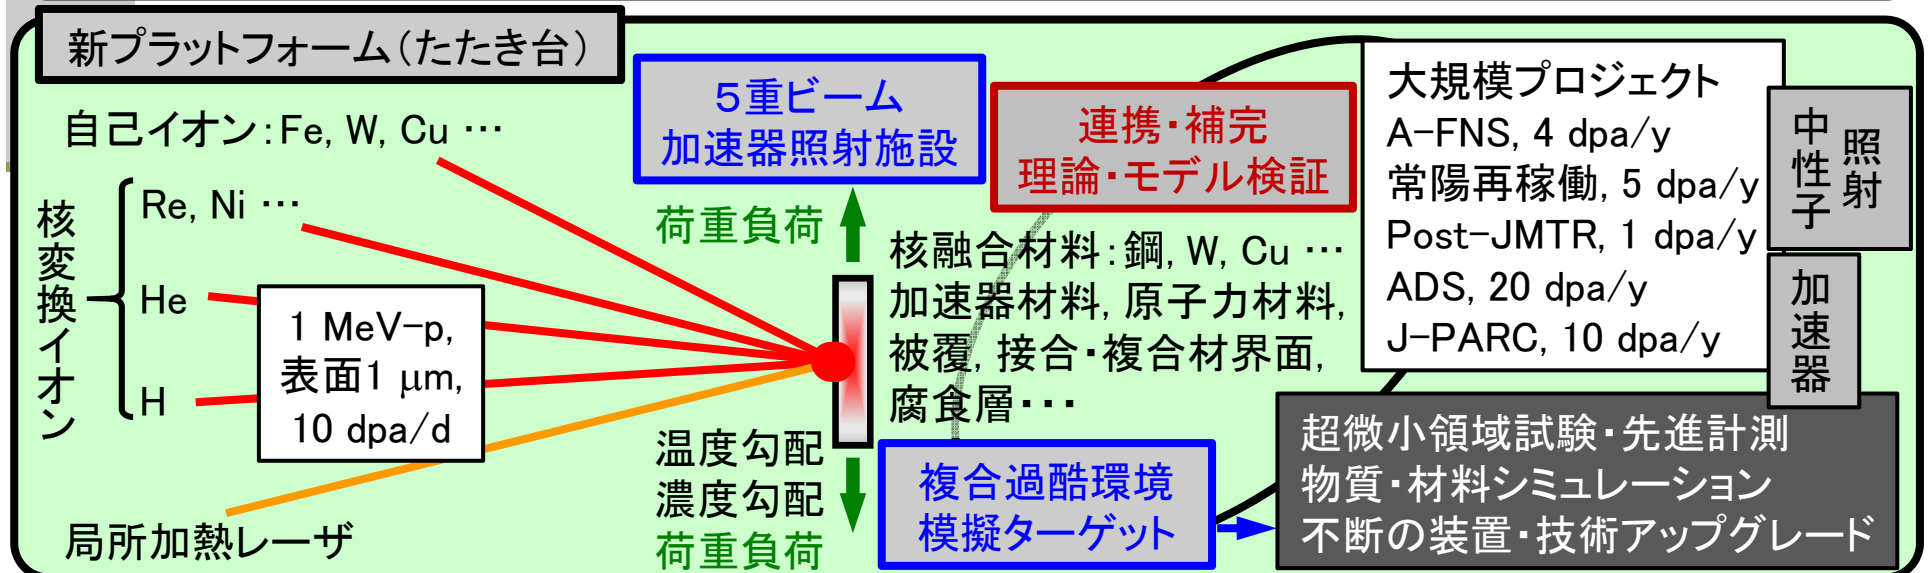 新プラットフォーム（たたき台）
自己イオン：Fe, W, Cu …
核変換イオン
Re, Ni …
He
H
1 MeV-p,
表面1 μm,
10 dpa/d
局所加熱レーザ
５重ビーム
加速器照射施設
荷重負荷
温度勾配
濃度勾配
荷重負荷
連携・補完
理論・モデル検証
核融合材料：鋼, W, Cu …
加速器材料, 原子力材料,
被覆, 接合・複合材界面,
腐食層・・・
複合過酷環境
模擬ターゲット
大規模プロジェクト
A-FNS, 4 dpa/y
常陽再稼働, 5 dpa/y
Post-JMTR, 1 dpa/y
ADS, 20 dpa/y
J-PARC, 10 dpa/y
中性子
照射
加速器
超微小領域試験・先進計測
物質・材料シミュレーション
不断の装置・技術アップグレード